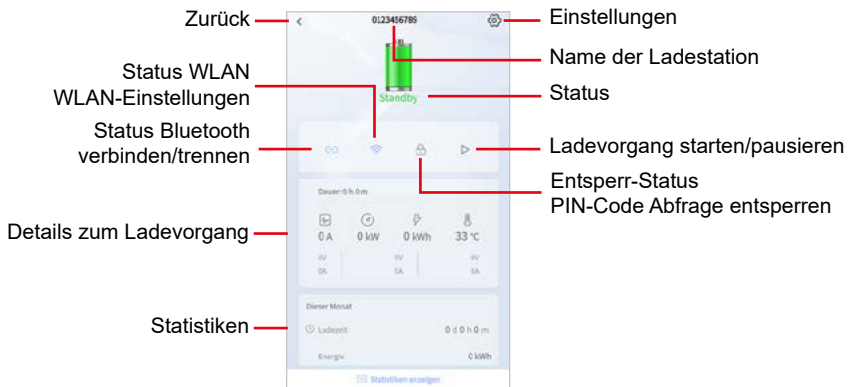 Zurück
0123456789
Einstellungen
Name der Ladestation
Status WLAN
WLAN-Einstellungen
Standby
Status
Status Bluetooth
verbinden/trennen
Ladevorgang starten/pausieren
Entsperr-Status
PIN-Code Abfrage entsperren
Dauer: 0 h 0 m
Details zum Ladevorgang
0 A 0 kW 0 kWh 33 °C
0V 0V 0V
0A 0A 0A
Dieser Monat
Statistiken
Ladezeit 0 d 0 h 0 m
Energie 0 kWh
Statistiken anzeigen